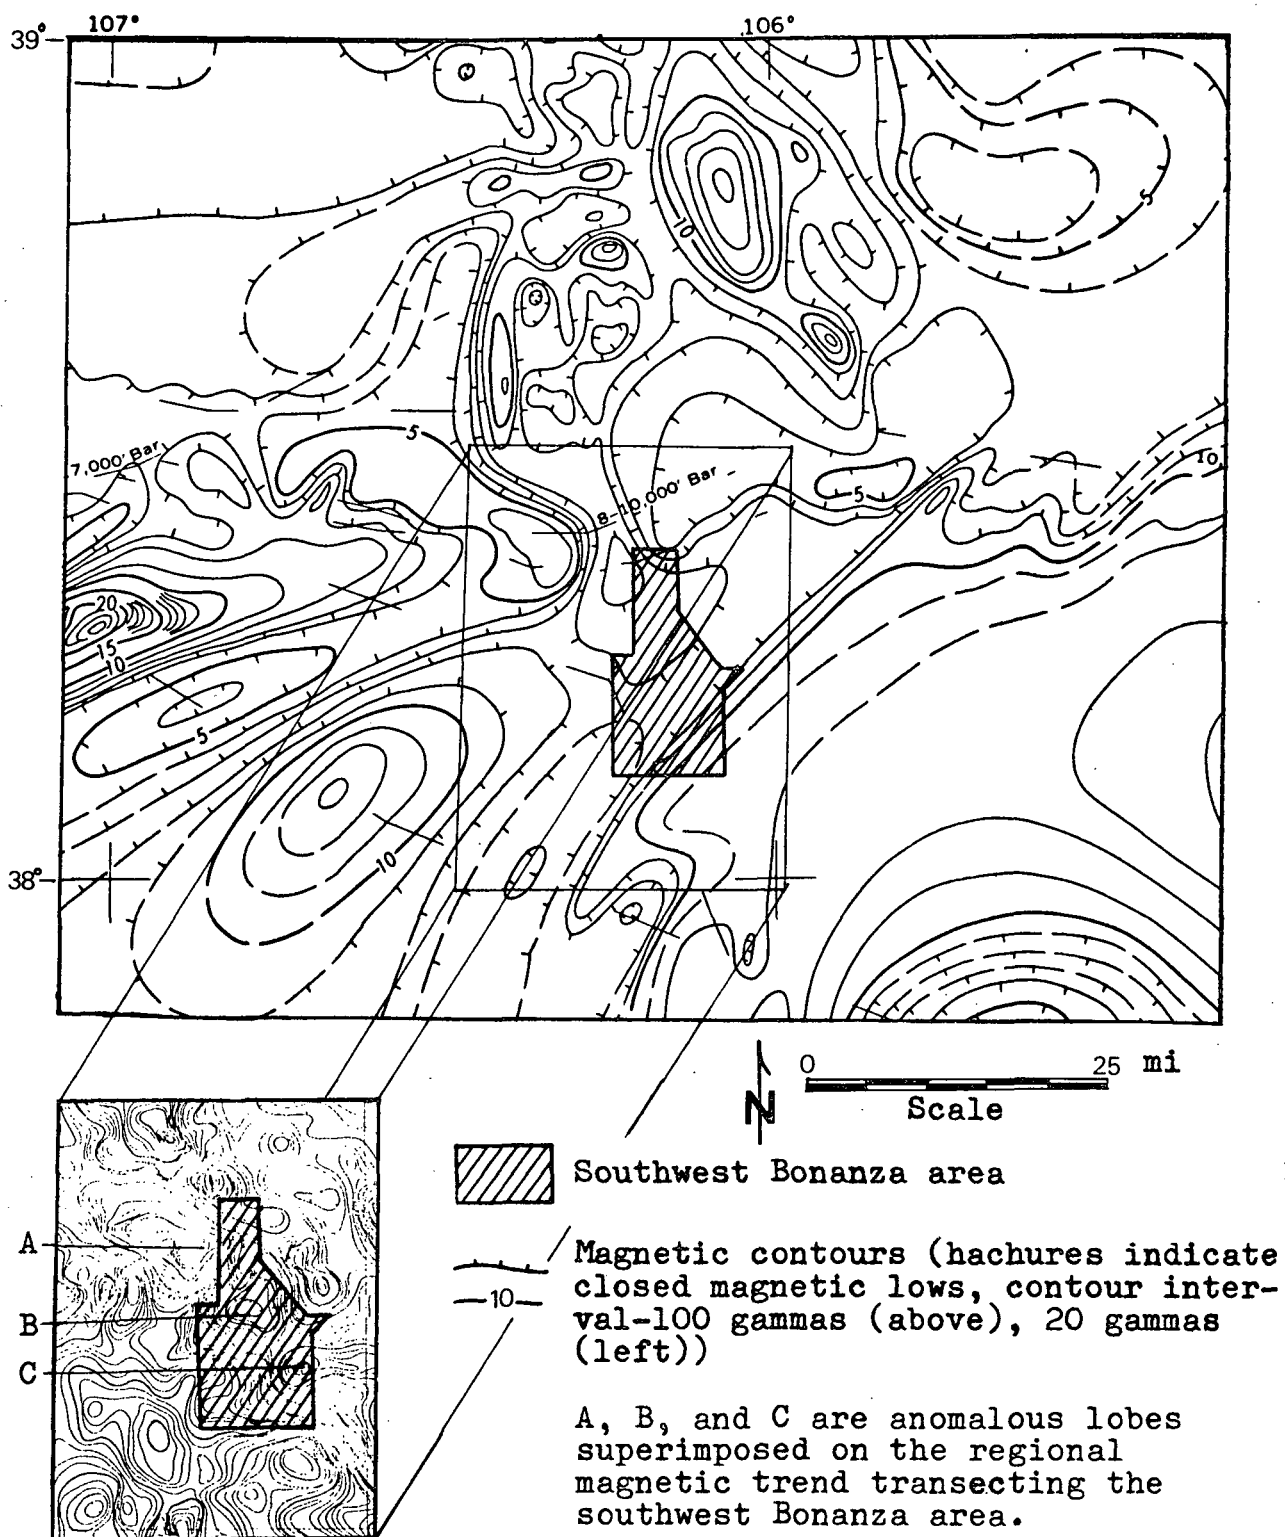 107°
106°
39°
10
5
5
7,000' Bar.
10
8-10,000' Bar
5
20
15
10
5
10
38°
0 25 mi
Scale
N
Southwest Bonanza area
A
Magnetic contours (hachures indicate
closed magnetic lows, contour inter-
10
val-100 gammas (above), 20 gammas
B
(left))
C
A, B, and C are anomalous lobes
superimposed on the regional
magnetic trend transecting the
southwest Bonanza area.